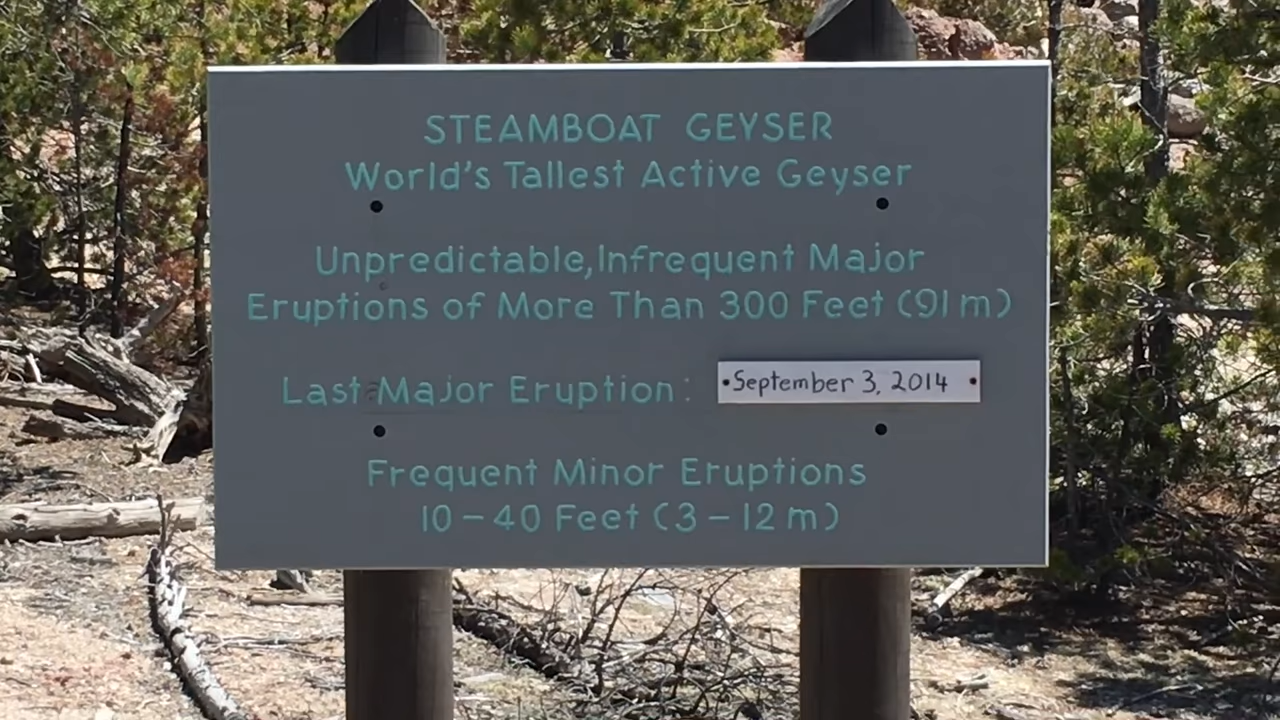 STEAMBOAT GEYSER
World's Tallest Active Geyser
Unpredictable, Infrequent Major
Eruptions of More Than 300 Feet (91 m)
Last Major Eruption: September 3, 2014
Frequent Minor Eruptions
10 – 40 Feet (3 – 12 m)